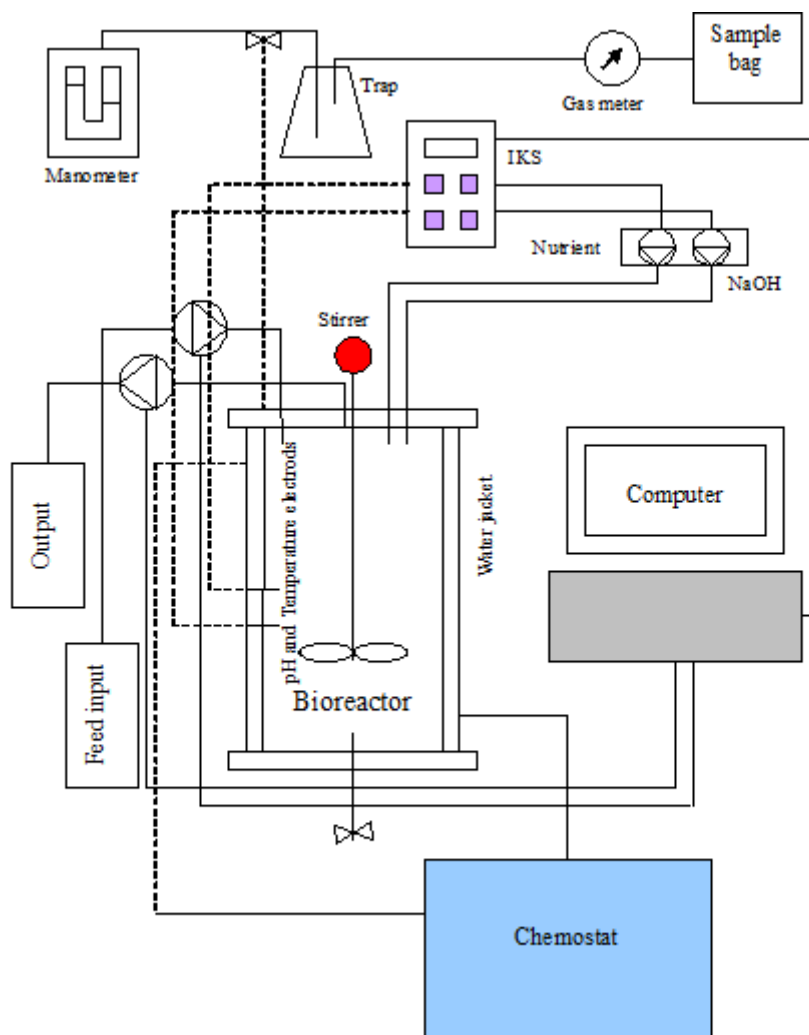 Sample
bag
Trap
Gas meter
Manometer
IKS
Nutrient
NaOH
Stirrer
Computer
Output
pH and Temperature electrods
Water jacket.
Feed input
Bioreactor
Chemostat